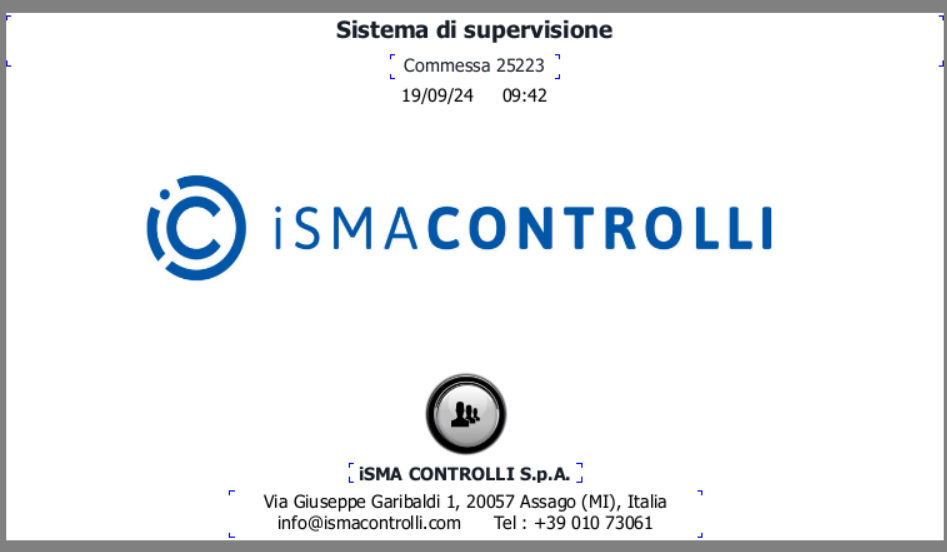 Sistema di supervisione
Commessa 25223
19/09/24 09:42
iSMACONTROLLI
iSMA CONTROLLI S.p.A.
Via Giuseppe Garibaldi 1, 20057 Assago (MI), Italia
info@ismacontrolli.com Tel : +39 010 73061